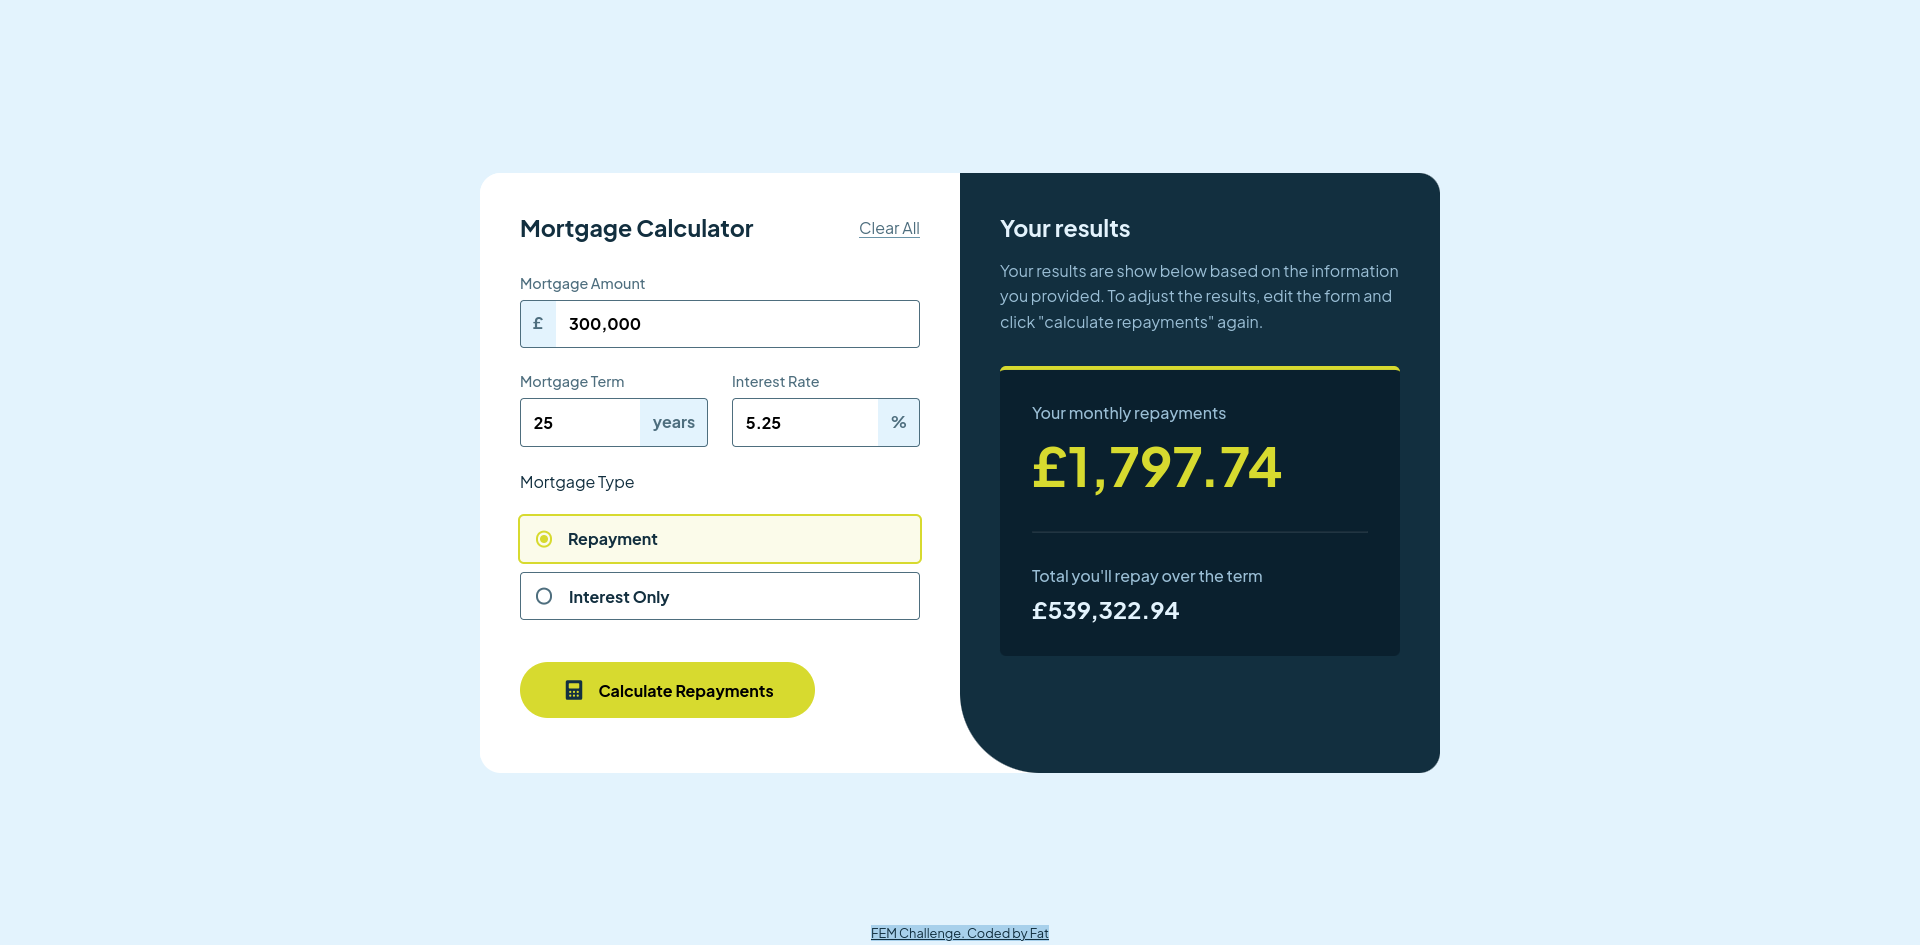 Mortgage Calculator
Clear All
Mortgage Amount
£
300,000
Mortgage Term
Interest Rate
25
years
5.25
%
Mortgage Type
Repayment
Interest Only
Calculate Repayments
Your results
Your results are show below based on the information
you provided. To adjust the results, edit the form and
click "calculate repayments" again.
Your monthly repayments
£1,797.74
Total you'll repay over the term
£539,322.94
FEM Challenge. Coded by Fat